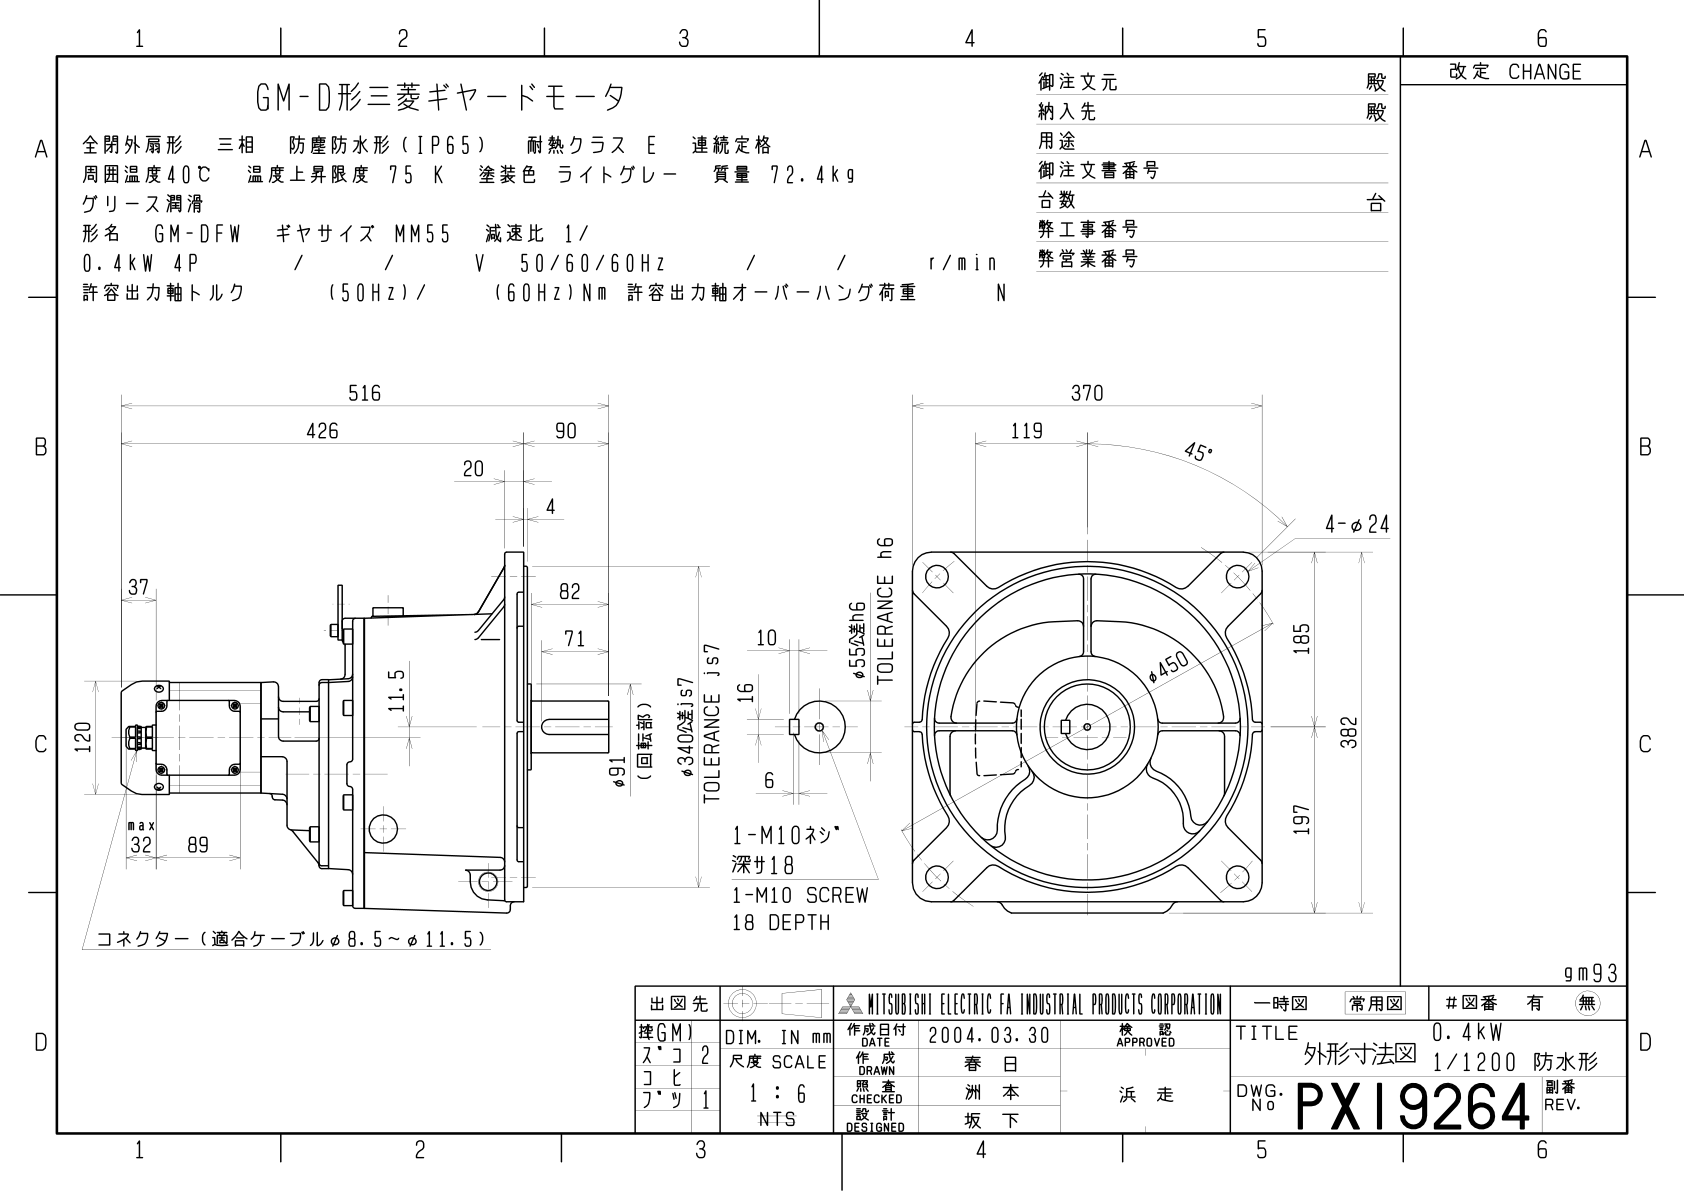 1 2 3 4 5 6
改定 CHANGE
GM-D形三菱ギヤードモータ
全閉外扇形 三相 防塵防水形(IP65) 耐熱クラス E 連続定格
周囲温度40℃ 温度上昇限度 75 K 塗装色 ライトグレー 質量 72.4kg
グリース潤滑
形名 GM-DFW ギヤサイズ MM55 減速比 1/
0.4kW 4P / / V 50/60/60Hz / / r/min
許容出力軸トルク (50Hz)/ (60Hz)Nm 許容出力軸オーバーハング荷重 N
御注文元 殿
納入先 殿
用途
御注文書番号
台数 台
弊工事番号
弊営業番号
A A
B B
C C
D D
516
426 90
20
4
37
82
71
11.5
120
max
32 89
φ91
(回転部)
φ340公差js7
TOLERANCE js7
コネクター(適合ケーブルφ8.5~φ11.5)
10
16
6
φ55公差h6
TOLERANCE h6
1-M10ネジ
深サ18
1-M10 SCREW
18 DEPTH
370
119
45°
4-φ24
φ450
185
382
197
gm93
出図先
MITSUBISHI ELECTRIC FA INDUSTRIAL PRODUCTS CORPORATION
一時図 常用図 #図番 有 無
(GM)
スﾞコ 2
コヒ
フﾞツ 1
DIM. IN mm
尺度 SCALE
1 : 6
NTS
作成日付
DATE
2004.03.30
検認
APPROVED
作成
DRAWN
春日
照査
CHECKED
洲本
設計
DESIGNED
坂下
浜走
TITLE
外形寸法図
0.4kW
1/1200 防水形
DWG.
No
PX19264
副番
REV.
1 2 3 4 5 6